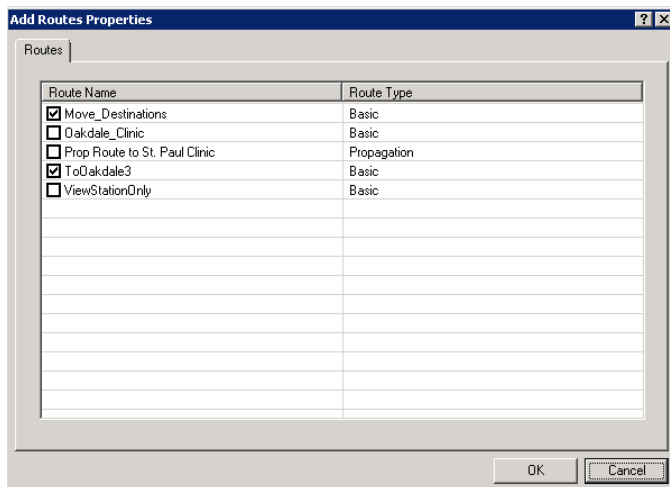 Add Routes Properties ? X
Routes
Route Name Route Type
Move_Destinations Basic
Oakdale_Clinic Basic
Prop Route to St. Paul Clinic Propagation
ToOakdale3 Basic
ViewStationOnly Basic
OK Cancel